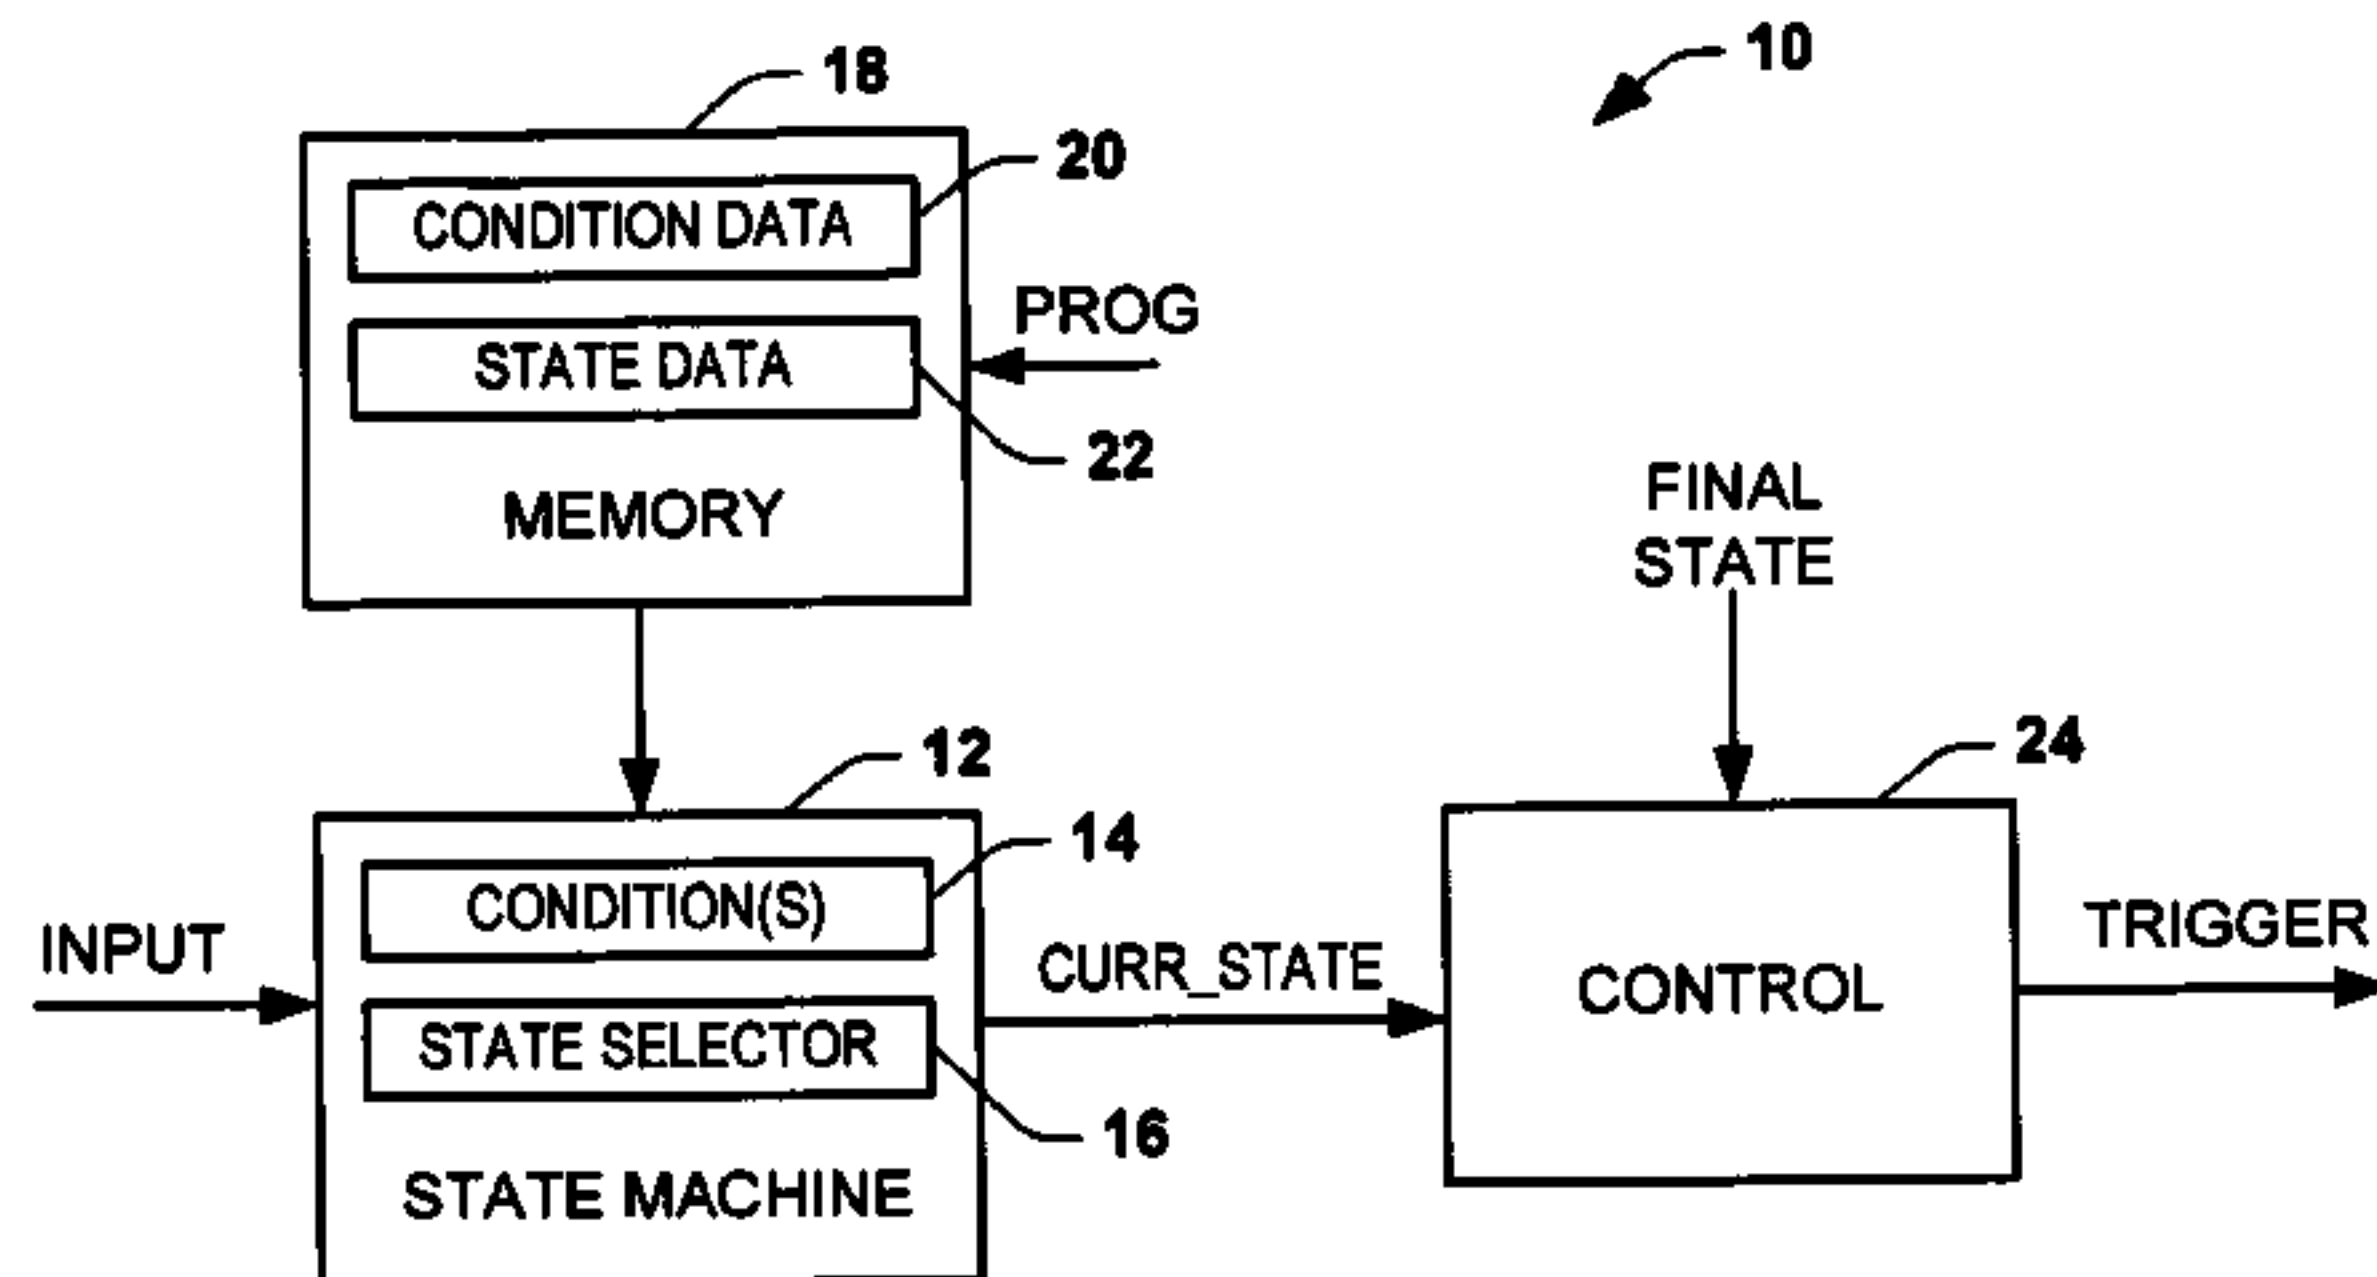 18
10
20
CONDITION DATA
PROG
STATE DATA
22
MEMORY
FINAL
STATE
12
24
14
CONDITION(S)
INPUT
TRIGGER
CURR_STATE
CONTROL
STATE SELECTOR
16
STATE MACHINE